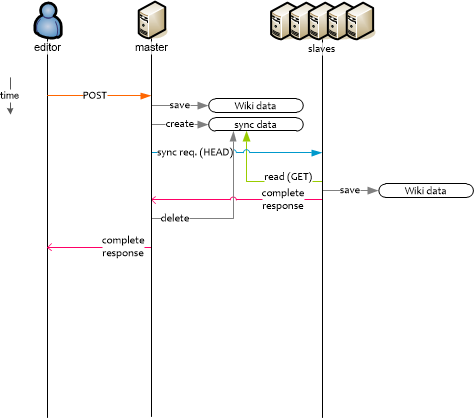 editor
master
slaves
time
POST
save
Wiki data
create
sync data
sync req. (HEAD)
read (GET)
save
Wiki data
complete
response
delete
complete
response